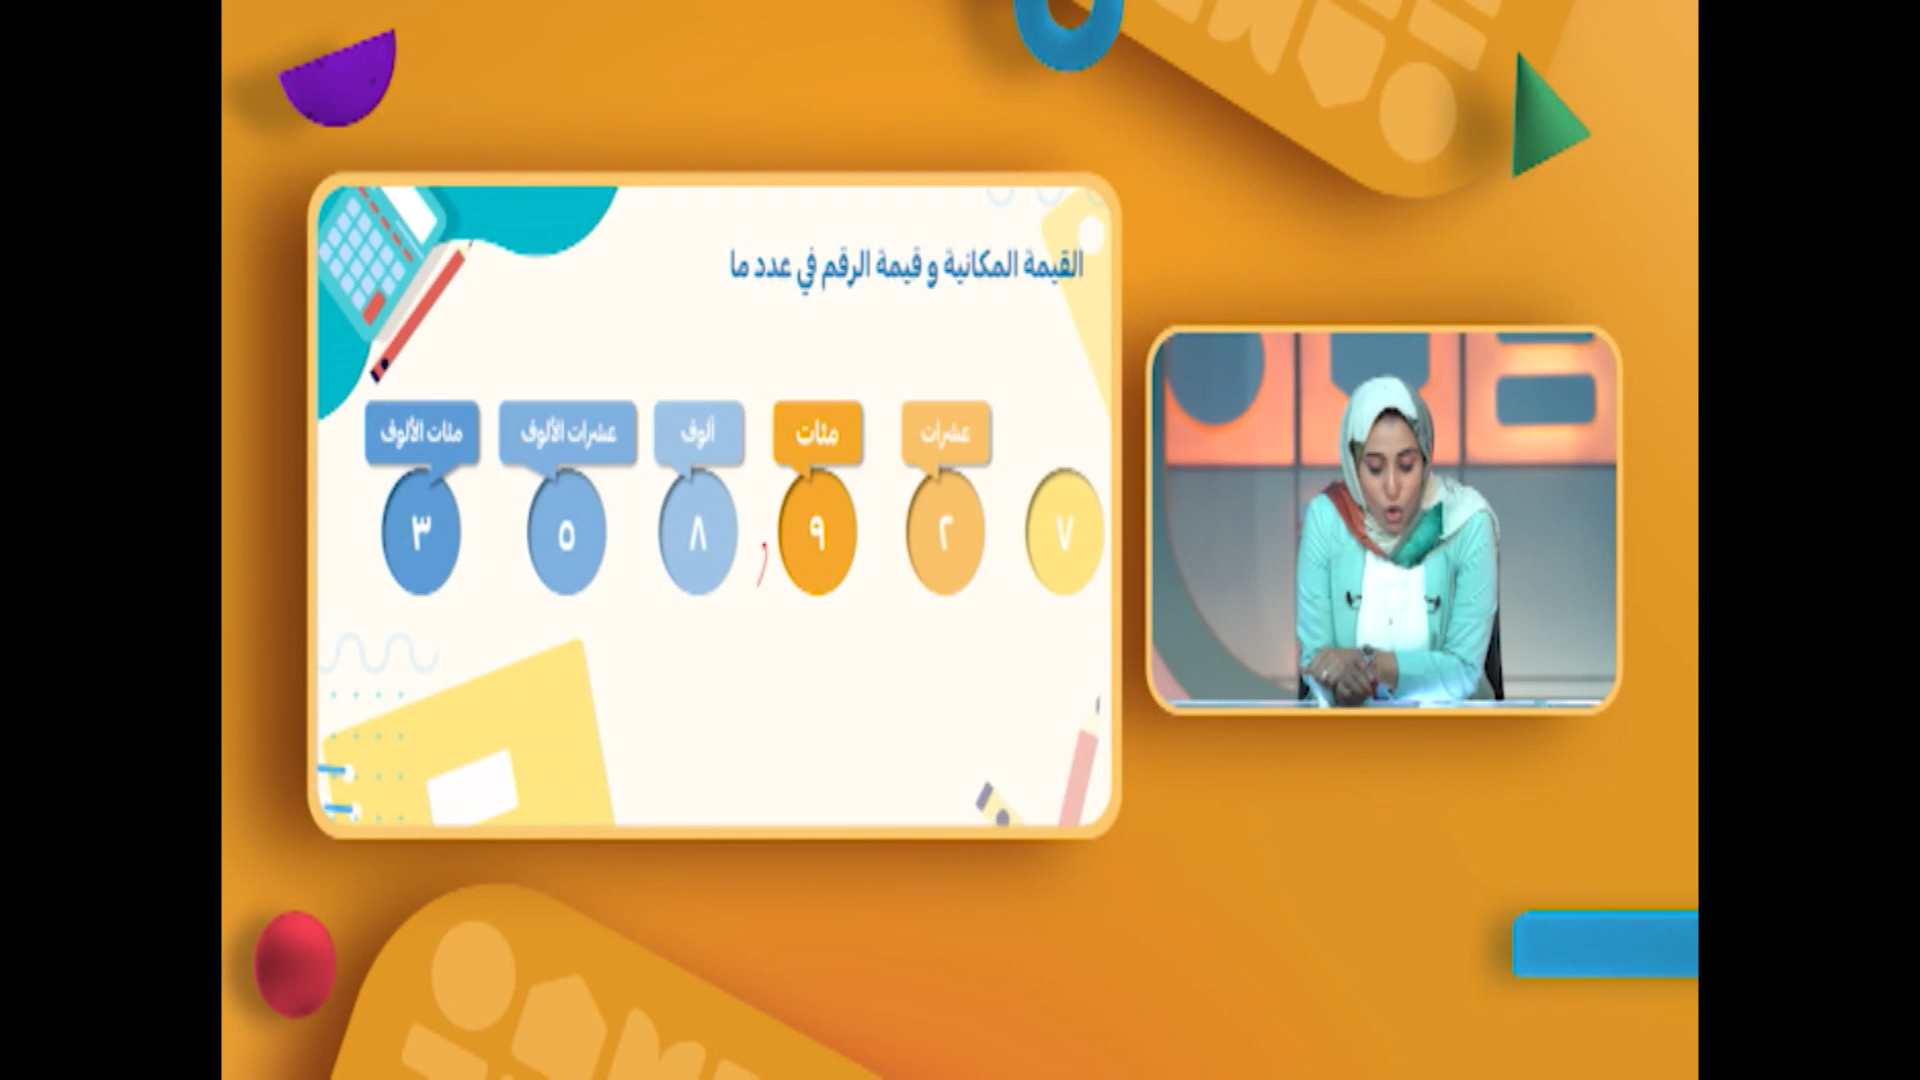 القيمة المكانية و قيمة الرقم في عدد ما
مئات الألوف عشرات الألوف ألوف مئات عشرات
٣ ٥ ٨ , ٩ ٢ ٧